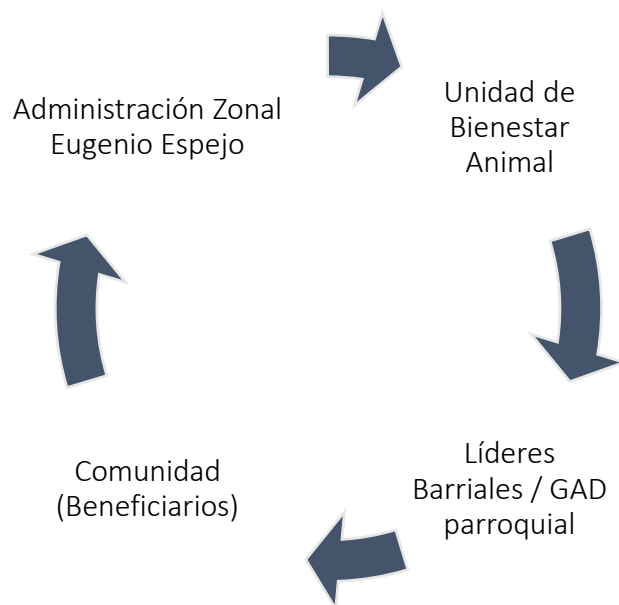 Administración Zonal
Eugenio Espejo
Unidad de
Bienestar
Animal
Líderes
Barriales / GAD
parroquial
Comunidad
(Beneficiarios)